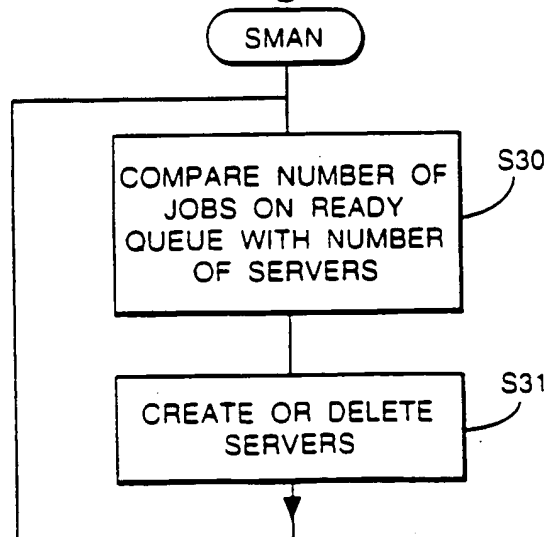 SMAN
COMPARE NUMBER OF
JOBS ON READY
QUEUE WITH NUMBER
OF SERVERS
S30
CREATE OR DELETE
SERVERS
S31